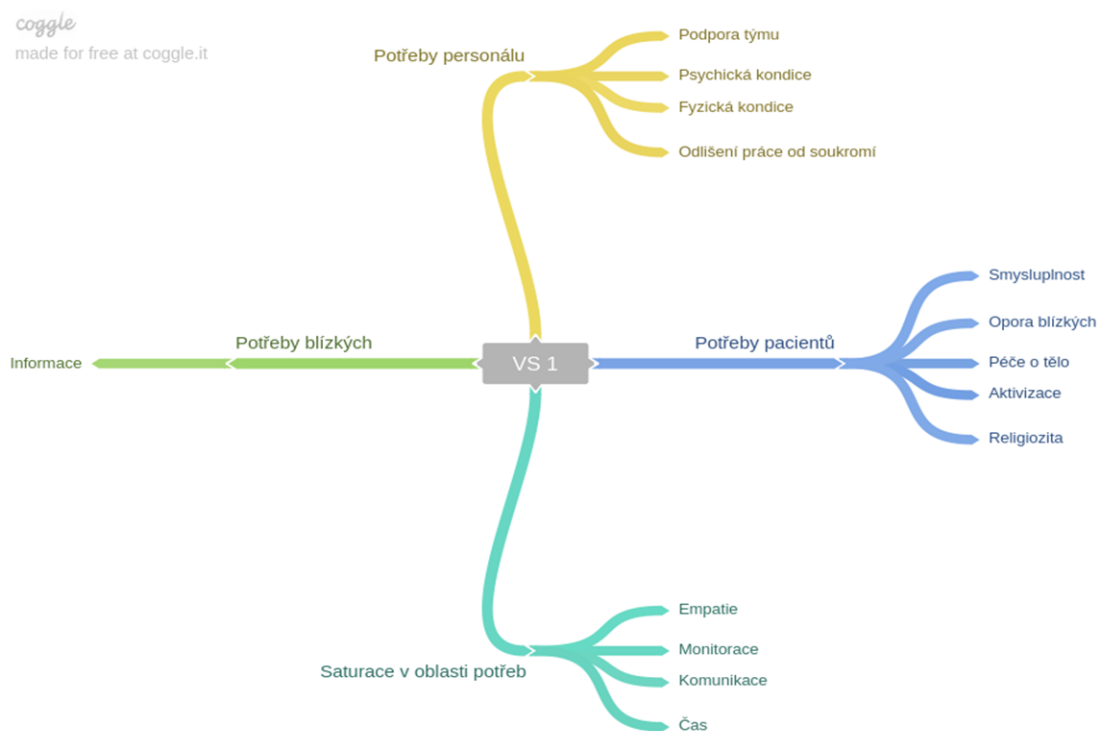 coggle
made for free at coggle.it
Potřeby personálu
Podpora týmu
Psychická kondice
Fyzická kondice
Odlišení práce od soukromí
Smysluplnost
Opora blízkých
Potřeby blízkých
Potřeby pacientů
Informace
VS 1
Péče o tělo
Aktivizace
Religiozita
Empatie
Monitorace
Saturace v oblasti potřeb
Komunikace
Čas